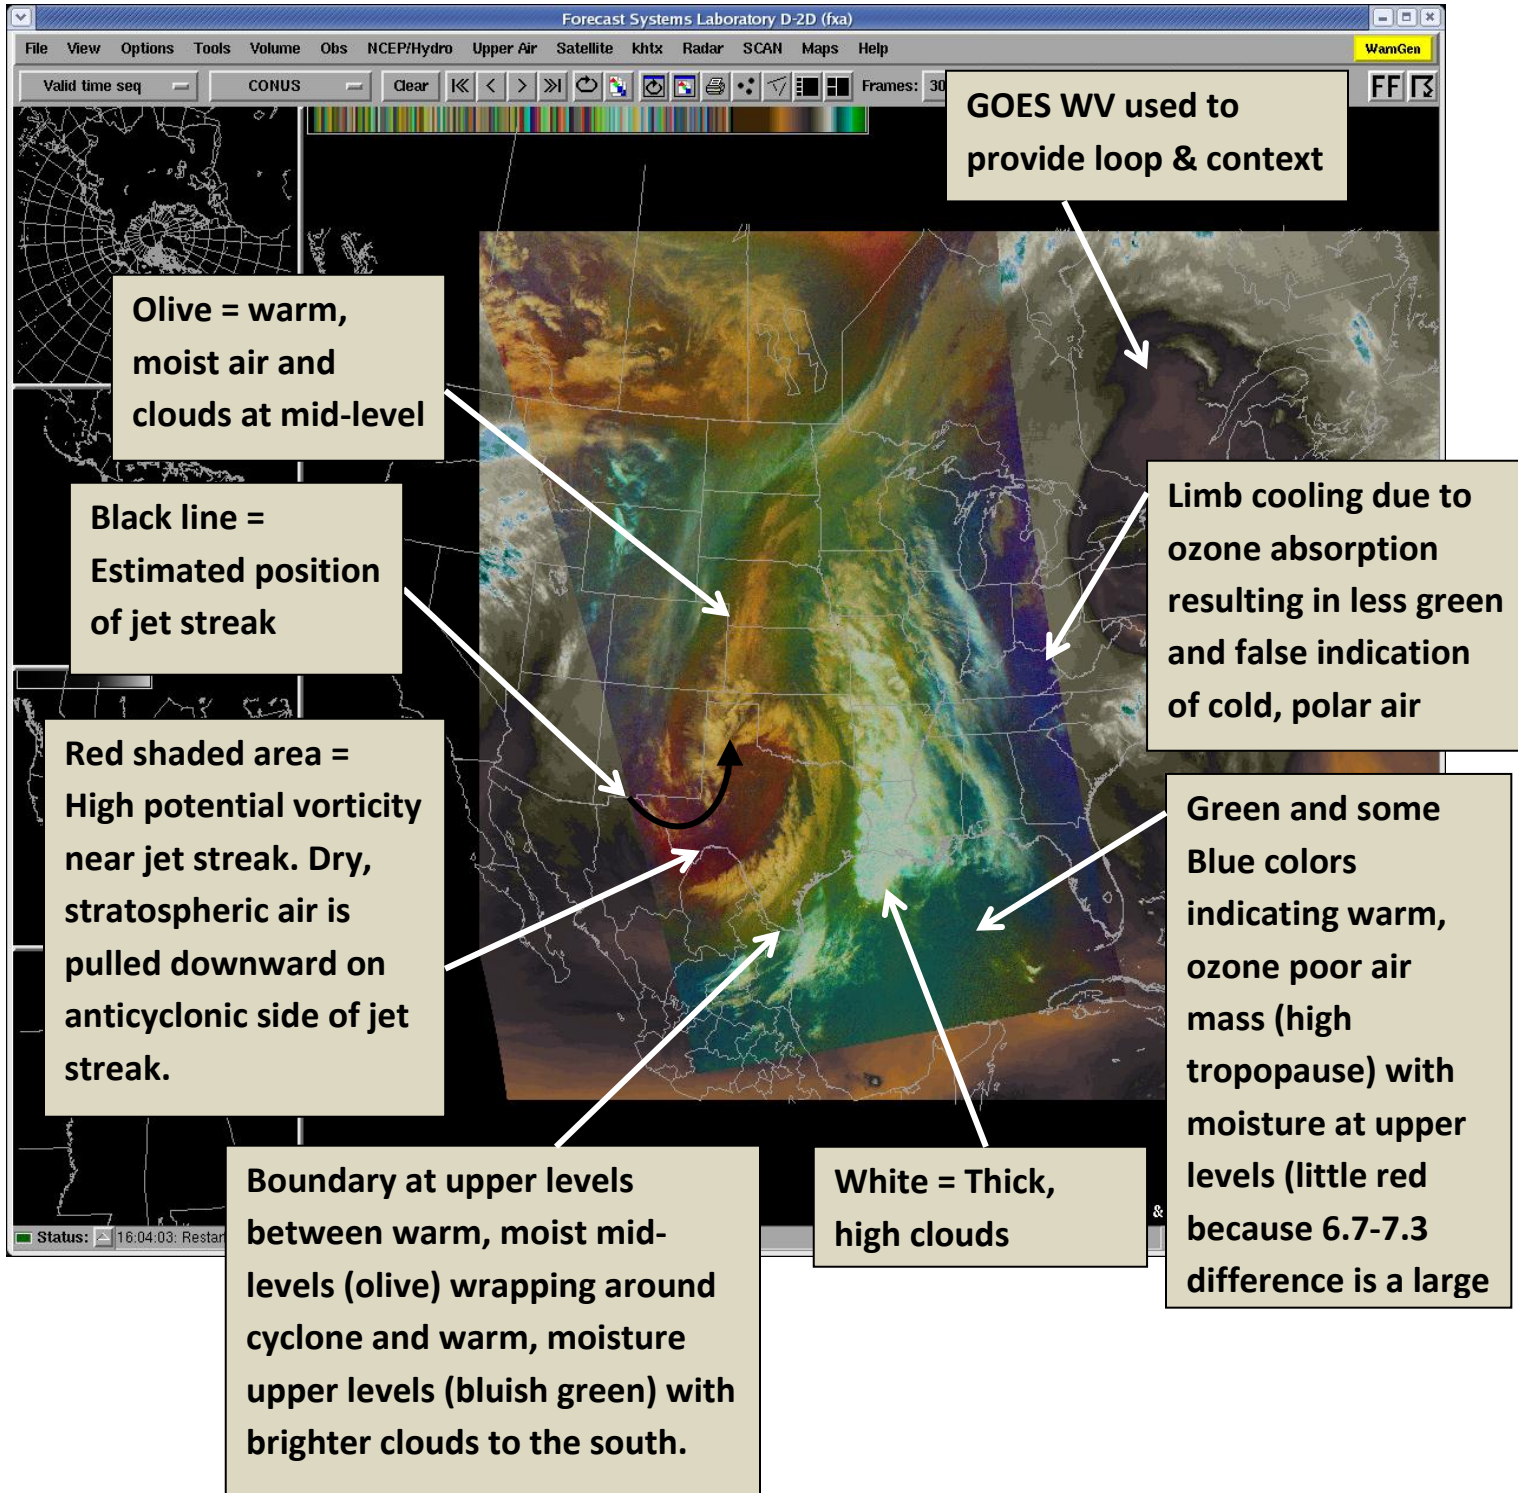 Forecast Systems Laboratory D-2D (fxa)
File View Options Tools Volume Obs NCEP/Hydro Upper Air Satellite khtx Radar SCAN Maps Help WarnGen
Valid time seq CONUS Clear Frames: 30 FF
GOES WV used to
provide loop & context
Olive = warm,
moist air and
clouds at mid-level
Black line =
Estimated position
of jet streak
Limb cooling due to
ozone absorption
resulting in less green
and false indication
of cold, polar air
Red shaded area =
High potential vorticity
near jet streak. Dry,
stratospheric air is
pulled downward on
anticyclonic side of jet
streak.
Green and some
Blue colors
indicating warm,
ozone poor air
mass (high
tropopause) with
moisture at upper
levels (little red
because 6.7-7.3
difference is a large
Boundary at upper levels
between warm, moist mid-
levels (olive) wrapping around
cyclone and warm, moisture
upper levels (bluish green) with
brighter clouds to the south.
White = Thick,
high clouds
&
Status: 16:04:03: Restar